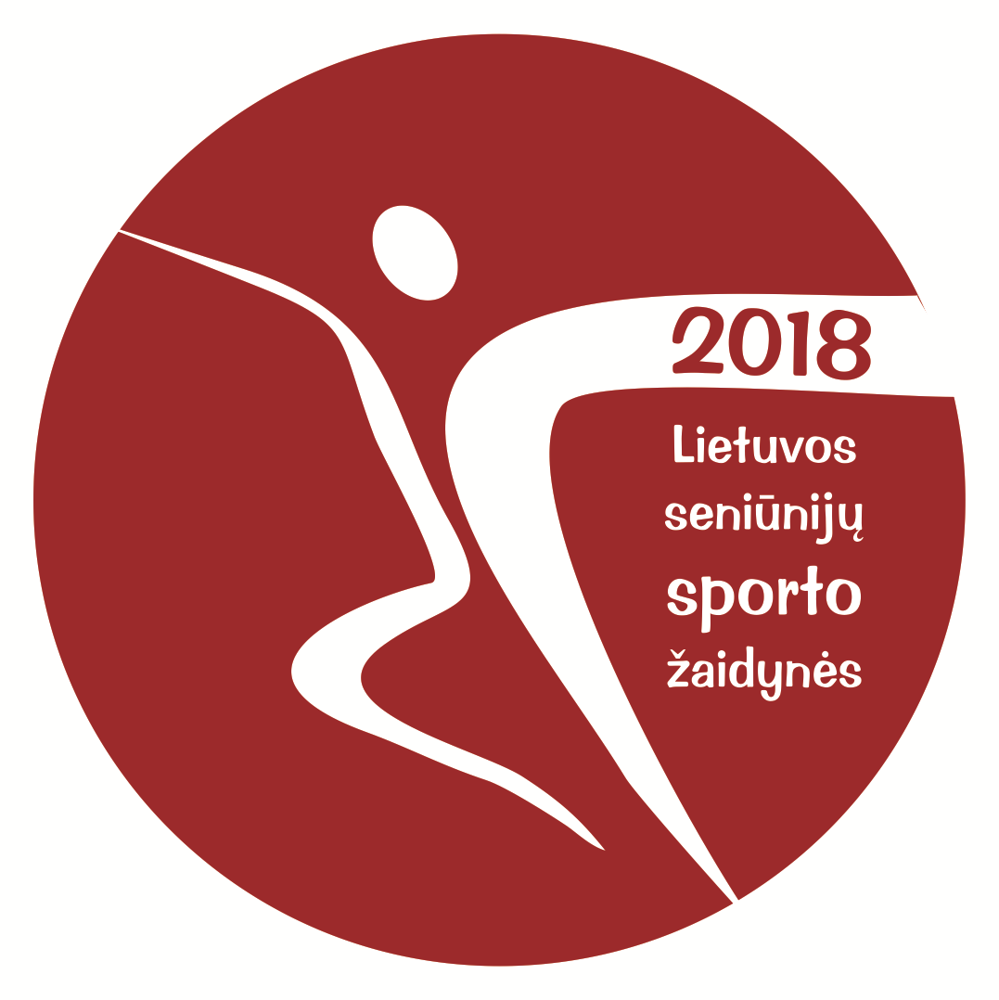 2018
Lietuvos
seniūnijų
sporto
žaidynės